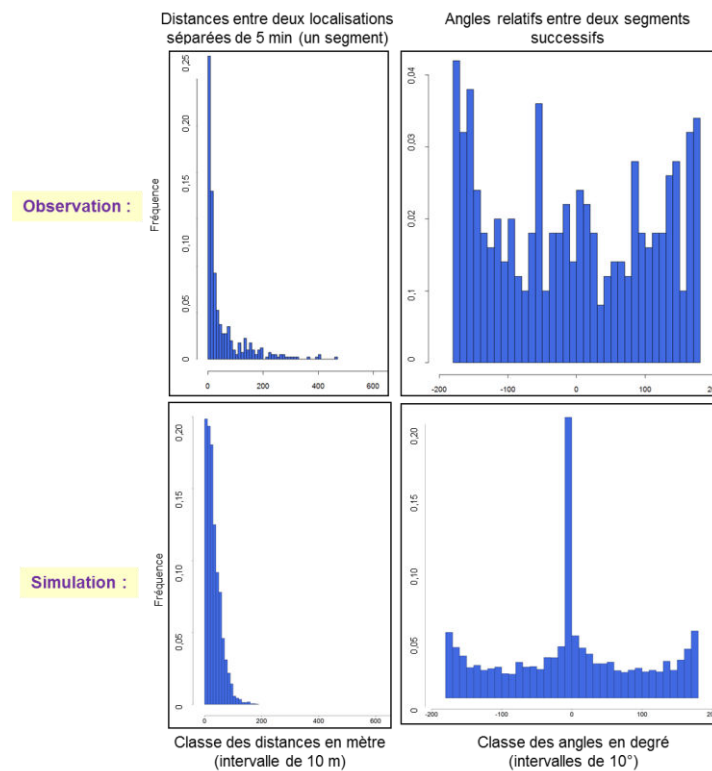 Distances entre deux localisations
séparées de 5 min (un segment)
Angles relatifs entre deux segments
successifs
Observation :
Fréquence
0,25
0,20
0,15
0,10
0,05
0
0 200 400 600
0,04
0,03
0,02
0,1
0
-200 -100 0 100 200
Simulation :
Fréquence
0,20
0,15
0,10
0,05
0
0 200 400 600
0,20
0,15
0,10
0,05
0
-200 -100 0 100 200
Classe des distances en mètre
(intervalle de 10 m)
Classe des angles en degré
(intervalles de 10°)